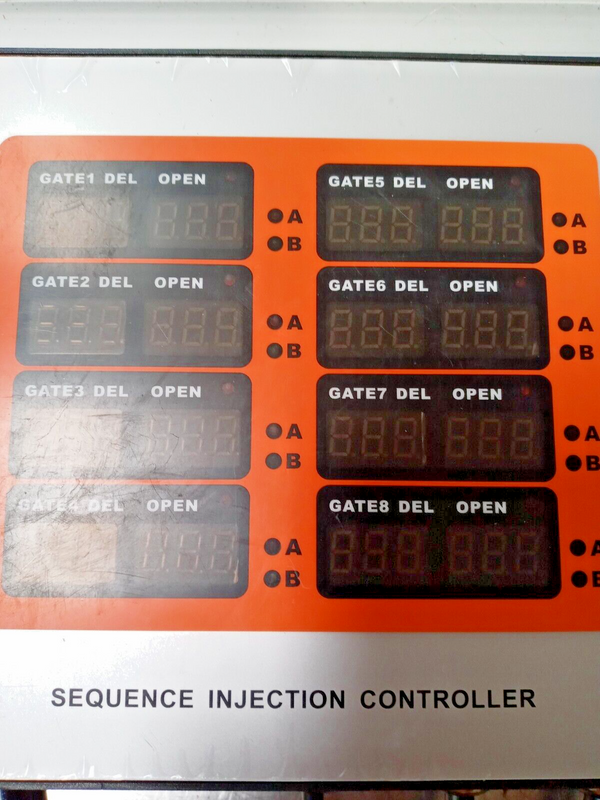 GATE1 DEL OPEN
A
B
GATE5 DEL OPEN
A
B
GATE2 DEL OPEN
A
B
GATE6 DEL OPEN
A
B
GATE3 DEL OPEN
A
B
GATE7 DEL OPEN
A
B
GATE4 DEL OPEN
A
B
GATE8 DEL OPEN
A
B
SEQUENCE INJECTION CONTROLLER